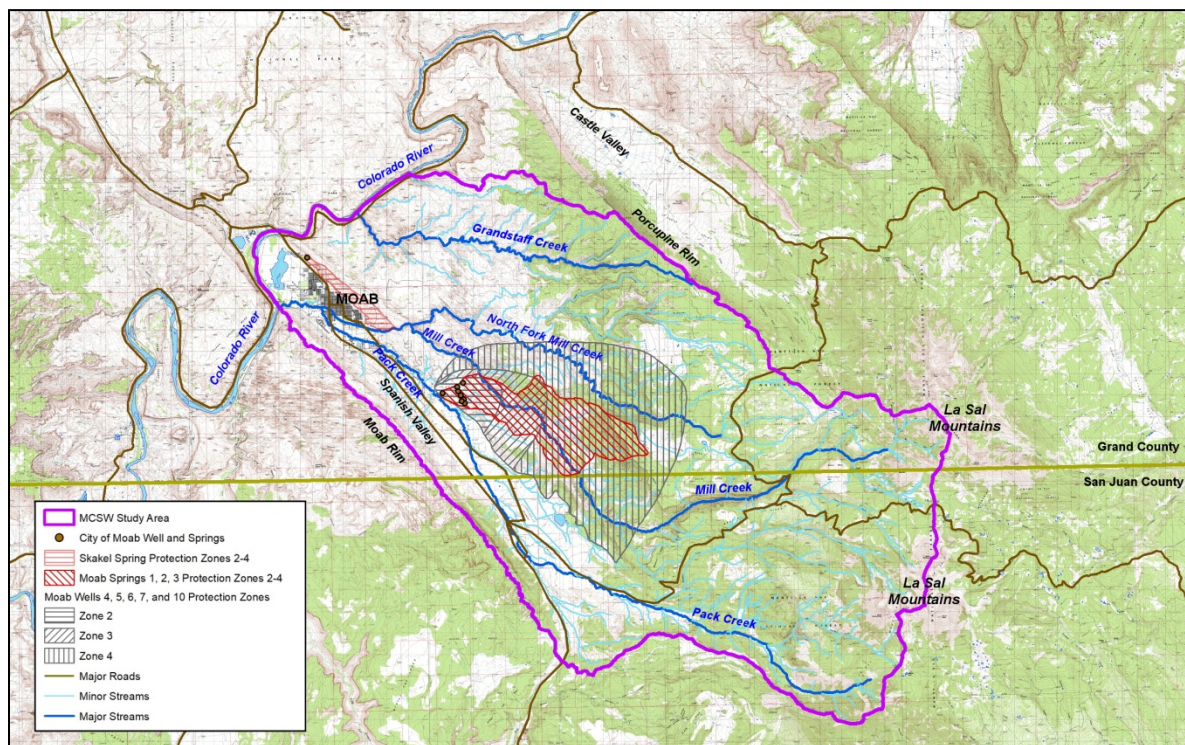 Castle Valley
Colorado River
Porcupine Rim
Grandstaff Creek
MOAB
North Fork Mill Creek
Mill Creek
Colorado River
Pack Creek
Spanish Valley
Moab Rim
La Sal
Mountains
Grand County
San Juan County
Mill Creek
La Sal
Mountains
Pack Creek
MCSW Study Area
City of Moab Well and Springs
Skakel Spring Protection Zones 2-4
Moab Springs 1, 2, 3 Protection Zones 2-4
Moab Wells 4, 5, 6, 7, and 10 Protection Zones
Zone 2
Zone 3
Zone 4
Major Roads
Minor Streams
Major Streams